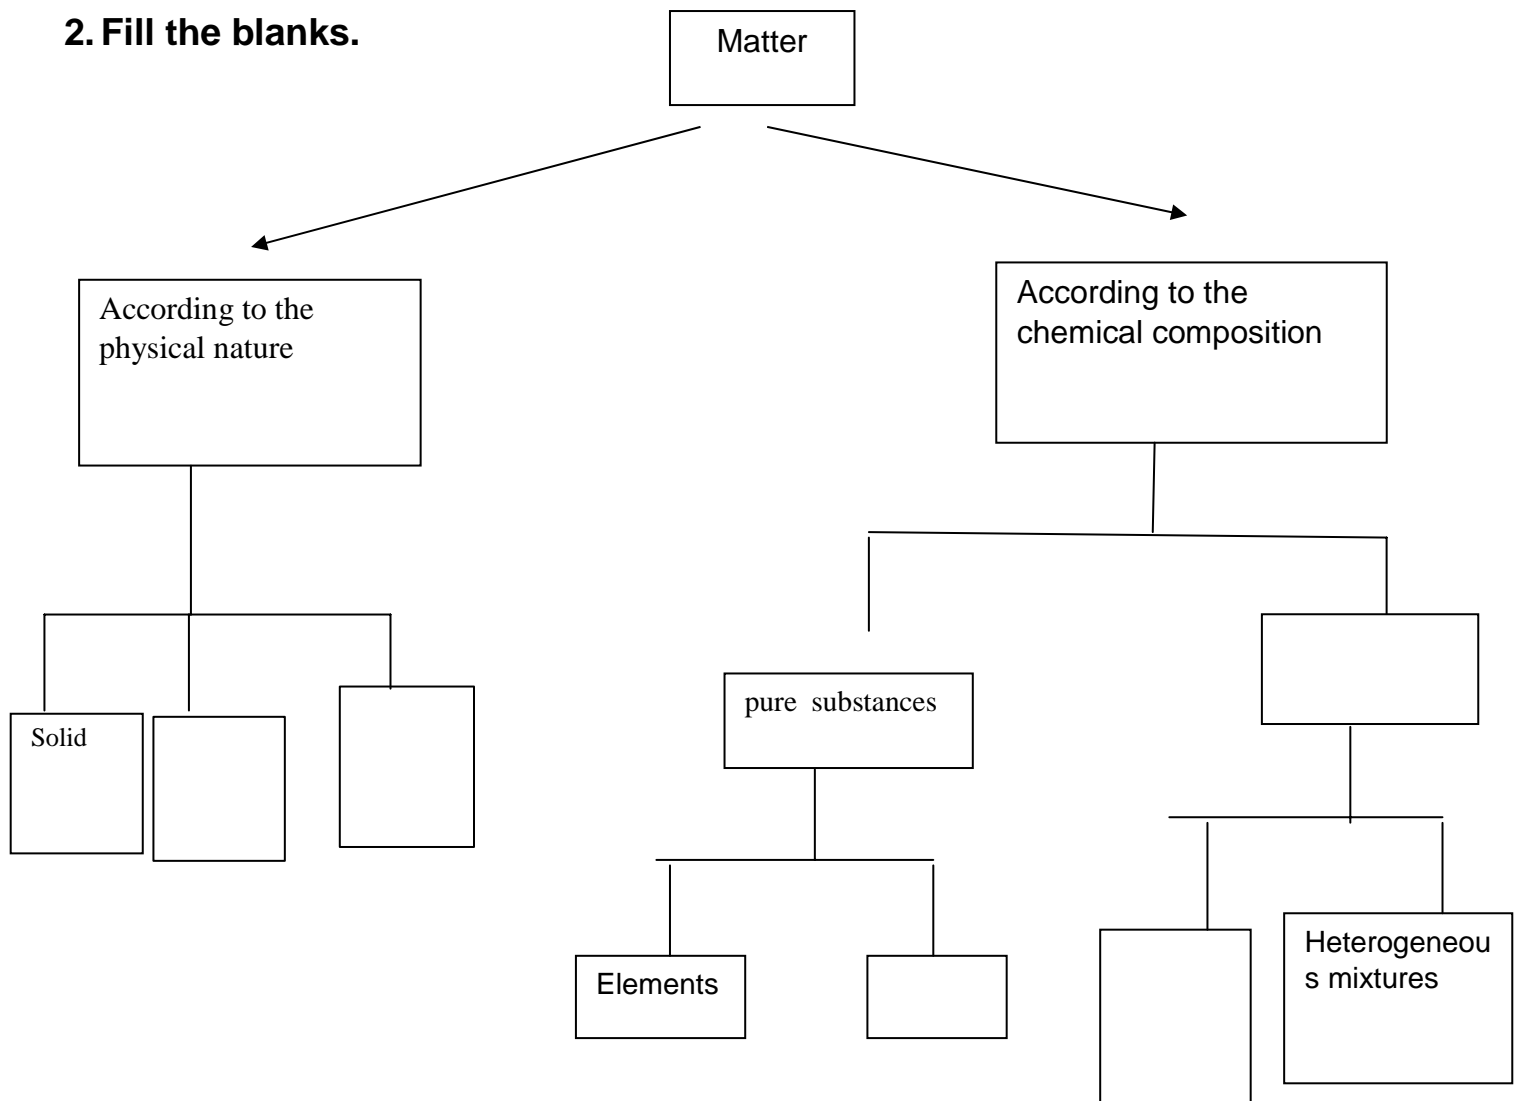 2. Fill the blanks.
Matter
According to the
physical nature
According to the
chemical composition
Solid
pure substances
Elements
Heterogeneou
s mixtures